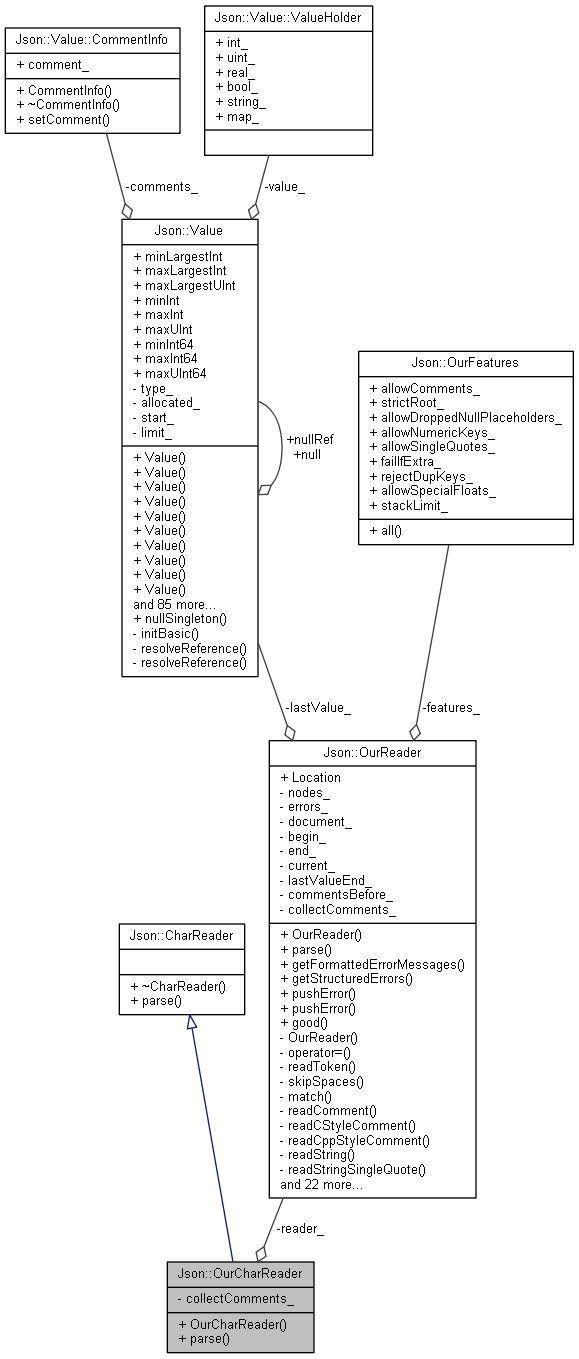 Json::Value::CommentInfo
+ comment_
+ CommentInfo()
+ ~CommentInfo()
+ setComment()
Json::Value::ValueHolder
+ int_
+ uint_
+ real_
+ bool_
+ string_
+ map_
-comments_
-value_
Json::Value
+ minLargestInt
+ maxLargestInt
+ maxLargestUInt
+ minInt
+ maxInt
+ maxUInt
+ minInt64
+ maxInt64
+ maxUInt64
- type_
- allocated_
- start_
- limit_
+ Value()
+ Value()
+ Value()
+ Value()
+ Value()
+ Value()
+ Value()
+ Value()
+ Value()
+ Value()
and 85 more...
+ nullSingleton()
- initBasic()
- resolveReference()
- resolveReference()
+nullRef
+null
Json::OurFeatures
+ allowComments_
+ strictRoot_
+ allowDroppedNullPlaceholders_
+ allowNumericKeys_
+ allowSingleQuotes_
+ failIfExtra_
+ rejectDupKeys_
+ allowSpecialFloats_
+ stackLimit_
+ all()
-lastValue_
-features_
Json::OurReader
+ Location
- nodes_
- errors_
- document_
- begin_
- end_
- current_
- lastValueEnd_
- commentsBefore_
- collectComments_
+ OurReader()
+ parse()
+ getFormattedErrorMessages()
+ getStructuredErrors()
+ pushError()
+ pushError()
+ good()
- OurReader()
- operator=()
- readToken()
- skipSpaces()
- match()
- readComment()
- readCStyleComment()
- readCppStyleComment()
- readString()
- readStringSingleQuote()
and 22 more...
Json::CharReader
+ ~CharReader()
+ parse()
-reader_
Json::OurCharReader
- collectComments_
+ OurCharReader()
+ parse()